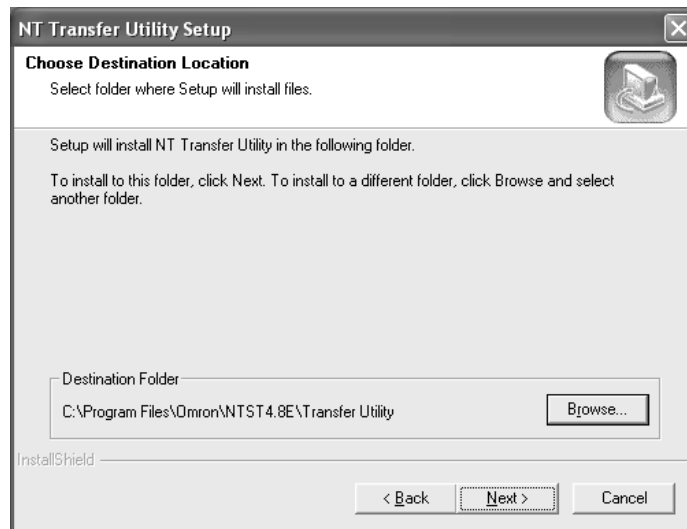 NT Transfer Utility Setup
Choose Destination Location
Select folder where Setup will install files.
Setup will install NT Transfer Utility in the following folder.
To install to this folder, click Next. To install to a different folder, click Browse and select
another folder.
Destination Folder
C:\Program Files\Omron\NTST4.8E\Transfer Utility
Browse...
InstallShield
< Back
Next >
Cancel